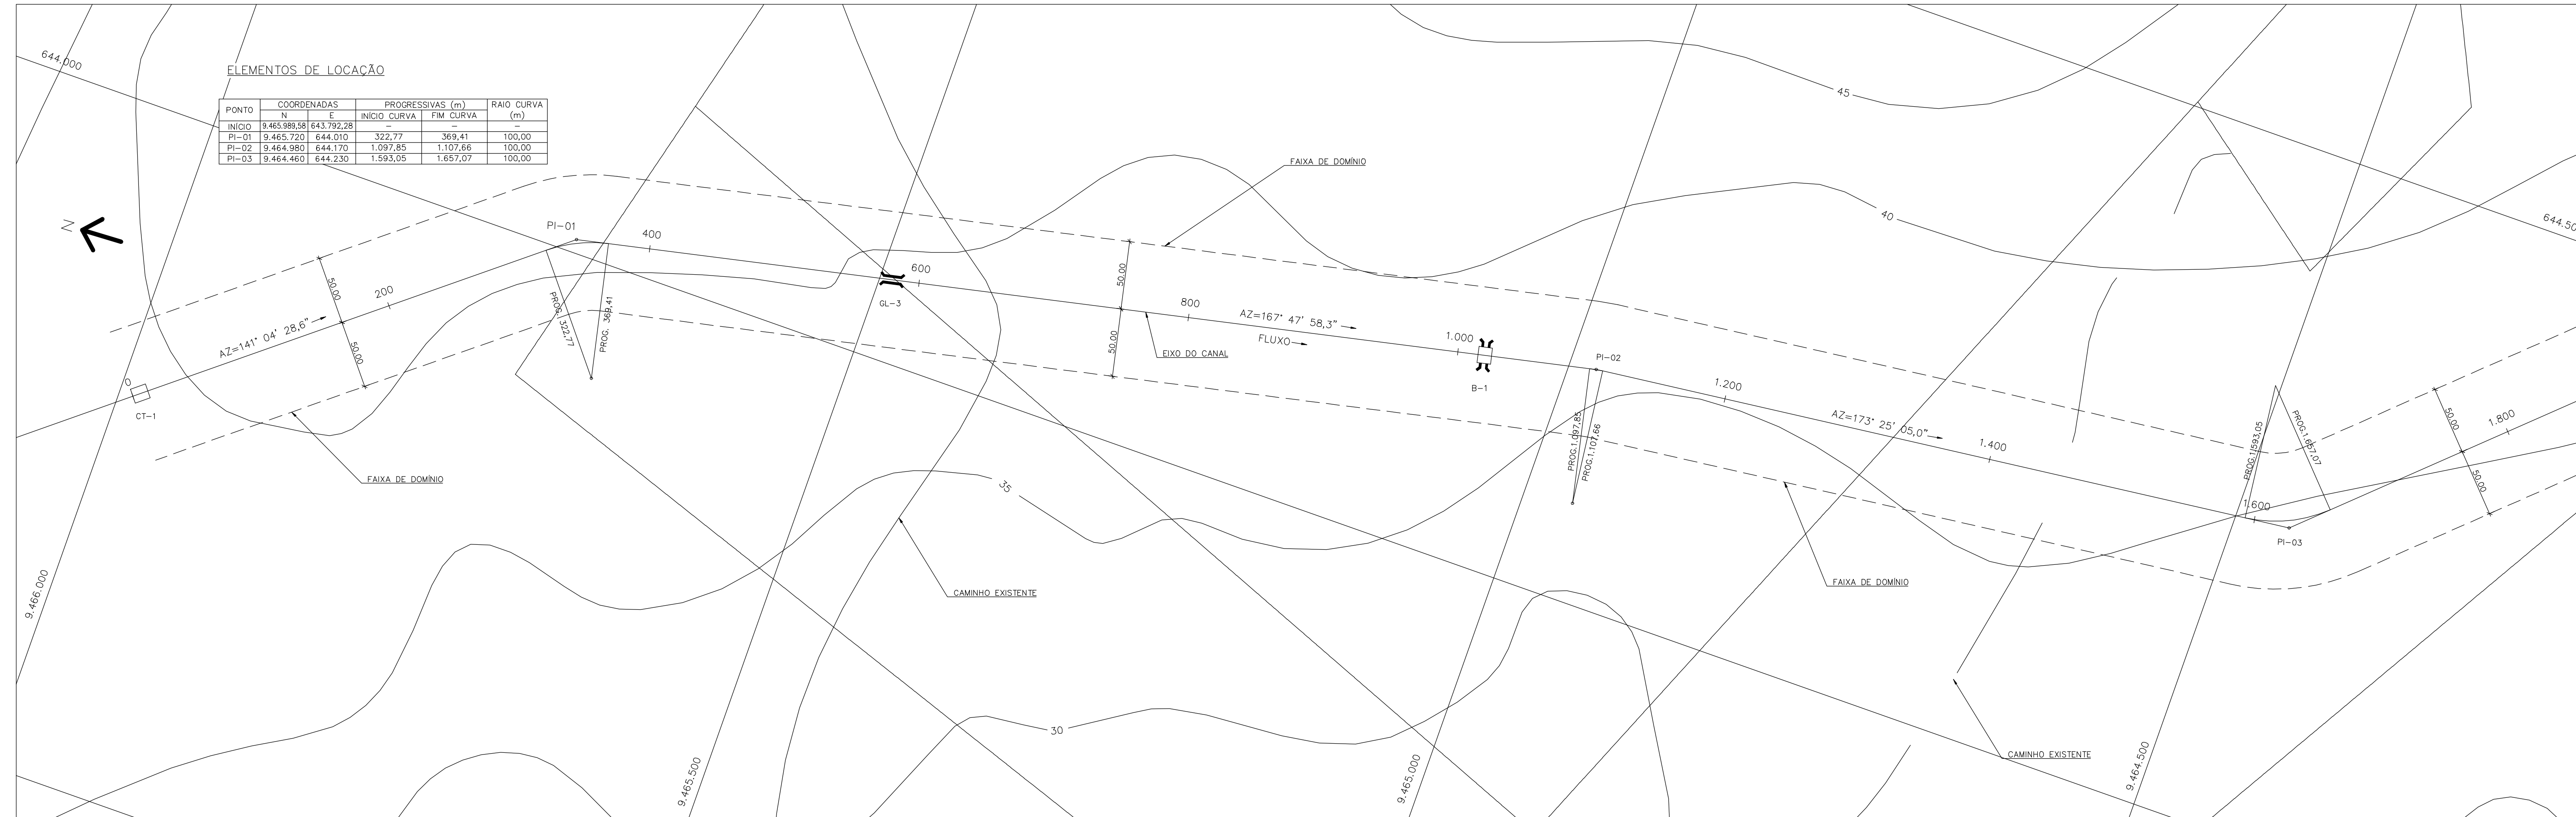 644.000
ELEMENTOS DE LOCAÇÃO
PONTO COORDENADAS PROGRESSIVAS (m) RAIO CURVA (m)
N E INÍCIO CURVA FIM CURVA
INÍCIO 9.465.989,58 643.792,28 – – –
PI-01 9.465.720 644.010 322,77 369,41 100,00
PI-02 9.464.980 644.170 1.097,85 1.107,66 100,00
PI-03 9.464.460 644.230 1.593,05 1.657,07 100,00
45
FAIXA DE DOMÍNIO
40
644.50
N
PI-01
400
50.00
200
PROG. 322,77
PROG. 369,41
600
GL-3
50.00
800
AZ=167° 47' 58,3"
FLUXO
EIXO DO CANAL
50.00
1.000
B-1
PI-02
AZ=141° 04' 28,6"
50.00
0
CT-1
1.200
AZ=173° 25' 05,0"
1.400
PROG.1.097,85
PROG.1.107,66
PROG.1.593,05
PROG.1.657,07
50.00
1.800
50.00
1.600
PI-03
FAIXA DE DOMÍNIO
35
CAMINHO EXISTENTE
FAIXA DE DOMÍNIO
9.466.000
30
9.465.500
9.465.000
9.464.500
CAMINHO EXISTENTE